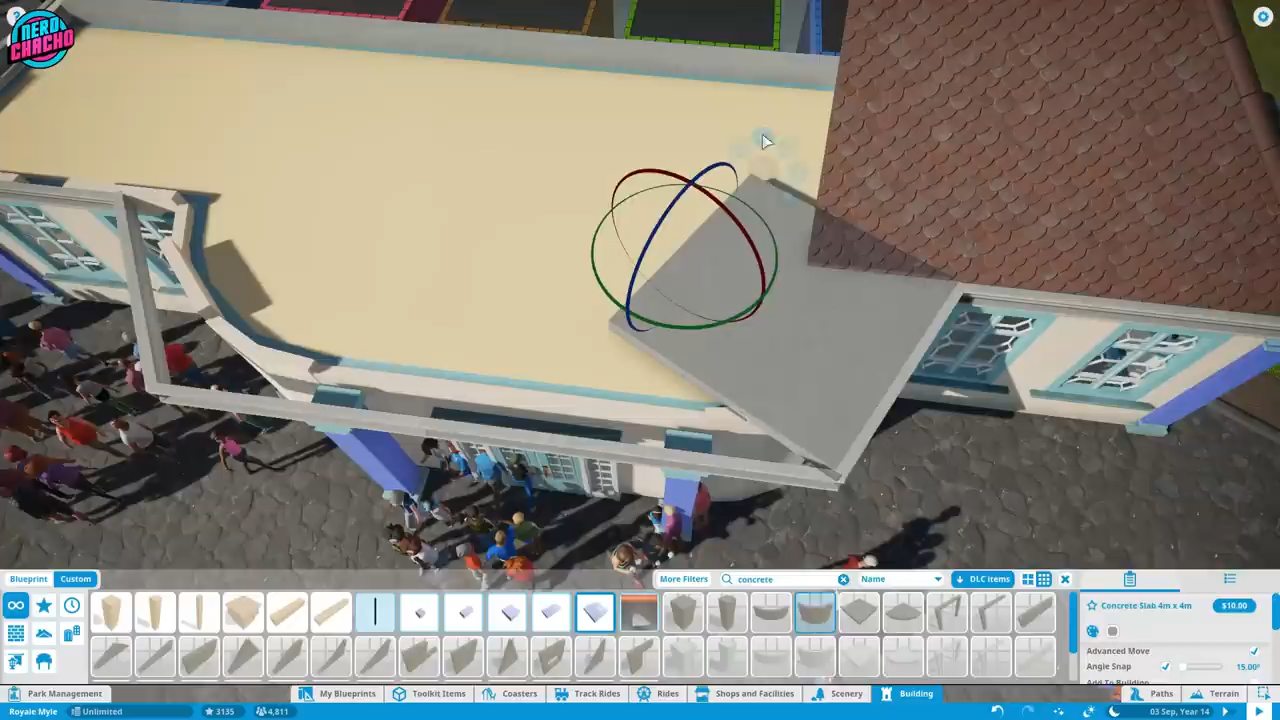 ?
NERD
CHACHO
Blueprint
Custom
More Filters
concrete
Name
DLC items
Concrete Slab 4m x 4m
$10.00
Advanced Move
Angle Snap
15.00°
Park Management
My Blueprints
Toolkit Items
Coasters
Track Rides
Rides
Shops and Facilities
Scenery
Building
Paths
Terrain
Royale Myle
Unlimited
3135
4,811
03 Sep, Year 14